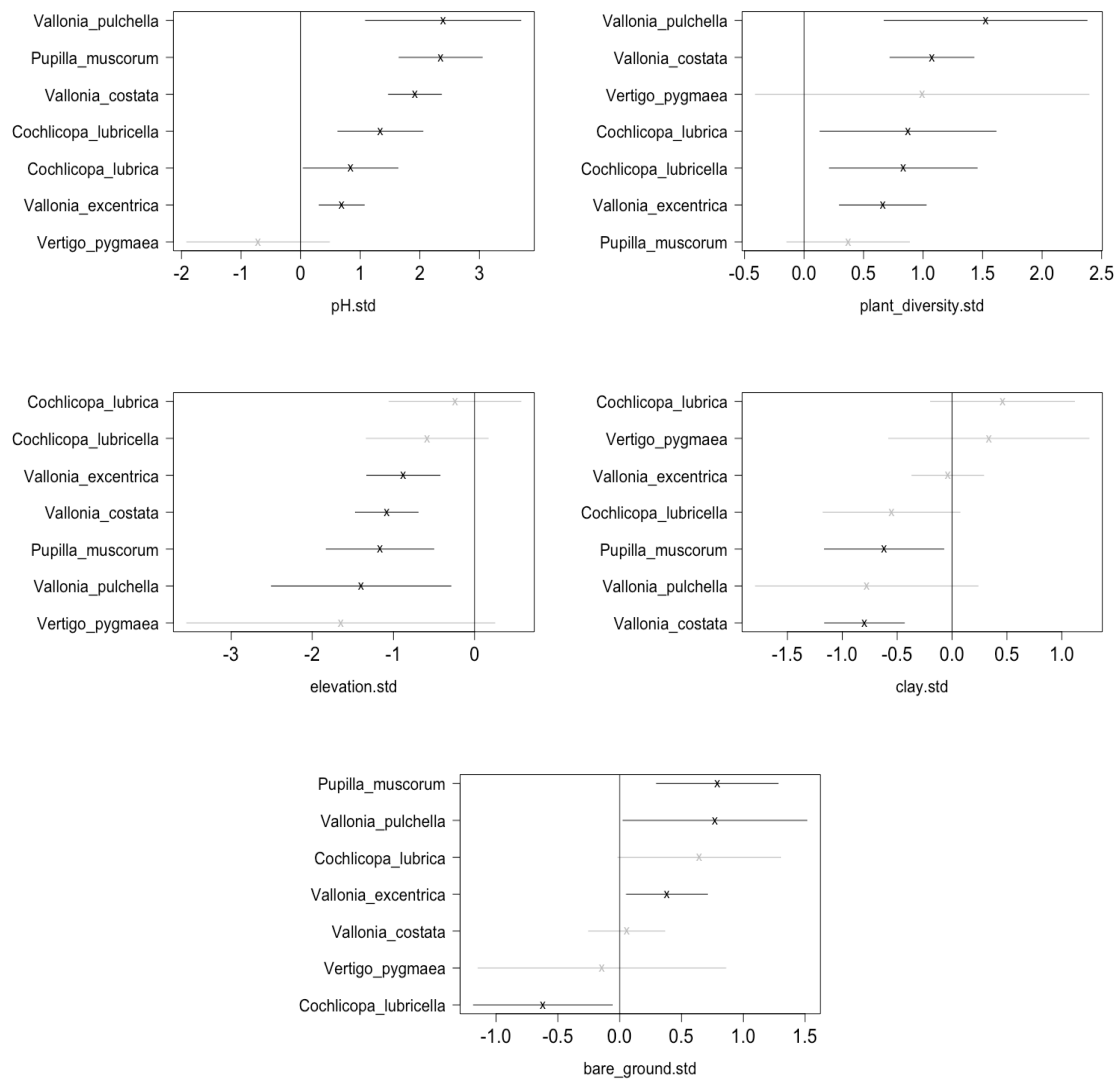 Vallonia_pulchella
Pupilla_muscorum
Vallonia_costata
Cochlicopa_lubricella
Cochlicopa_lubrica
Vallonia_excentrica
Vertigo_pygmaea
-2 -1 0 1 2 3
pH.std
Vallonia_pulchella
Vallonia_costata
Vertigo_pygmaea
Cochlicopa_lubrica
Cochlicopa_lubricella
Vallonia_excentrica
Pupilla_muscorum
-0.5 0.0 0.5 1.0 1.5 2.0 2.5
plant_diversity.std
Cochlicopa_lubrica
Cochlicopa_lubricella
Vallonia_excentrica
Vallonia_costata
Pupilla_muscorum
Vallonia_pulchella
Vertigo_pygmaea
-3 -2 -1 0
elevation.std
Cochlicopa_lubrica
Vertigo_pygmaea
Vallonia_excentrica
Cochlicopa_lubricella
Pupilla_muscorum
Vallonia_pulchella
Vallonia_costata
-1.5 -1.0 -0.5 0.0 0.5 1.0
clay.std
Pupilla_muscorum
Vallonia_pulchella
Cochlicopa_lubrica
Vallonia_excentrica
Vallonia_costata
Vertigo_pygmaea
Cochlicopa_lubricella
-1.0 -0.5 0.0 0.5 1.0 1.5
bare_ground.std